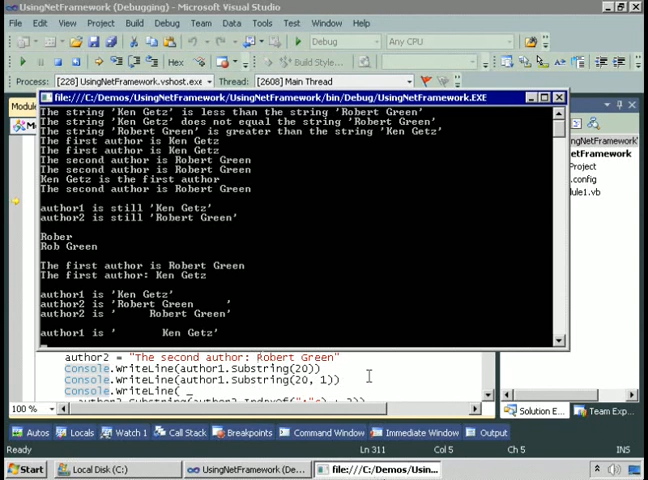 UsingNetFramework (Debugging) - Microsoft Visual Studio
File Edit View Project Build Debug Team Data Tools Test Window Help
Debug Any CPU
Hex Build Style...
Process: [228] UsingNetFramework.vshost.exe Thread: [2608] Main Thread
file:///C:/Demos/UsingNetFramework/UsingNetFramework/bin/Debug/UsingNetFramework.EXE
The string 'Ken Getz' is less than the string 'Robert Green'
The string 'Ken Getz' does not equal the string 'Robert Green'
The string 'Robert Green' is greater than the string 'Ken Getz'
The first author is Ken Getz
The first author is Ken Getz
The second author is Robert Green
The second author is Robert Green
Ken Getz is the first author
The second author is Robert Green
author1 is still 'Ken Getz'
author2 is still 'Robert Green'
Rober
Rob Green
The first author is Robert Green
The first author: Ken Getz
author1 is 'Ken Getz'
author2 is 'Robert Green      '
author2 is '      Robert Green'
author1 is '         Ken Getz'
author2 = "The second author: Robert Green"
Console.WriteLine(author1.Substring(20))
Console.WriteLine(author1.Substring(20, 1))
Console.WriteLine( _
100 %
Solution E... Team Exp...
Autos Locals Watch 1 Call Stack Breakpoints Command Window Immediate Window Output
Ready Ln 311 Col 5 Ch 5 INS
Start Local Disk (C:) UsingNetFramework (De... file:///C:/Demos/Usin...